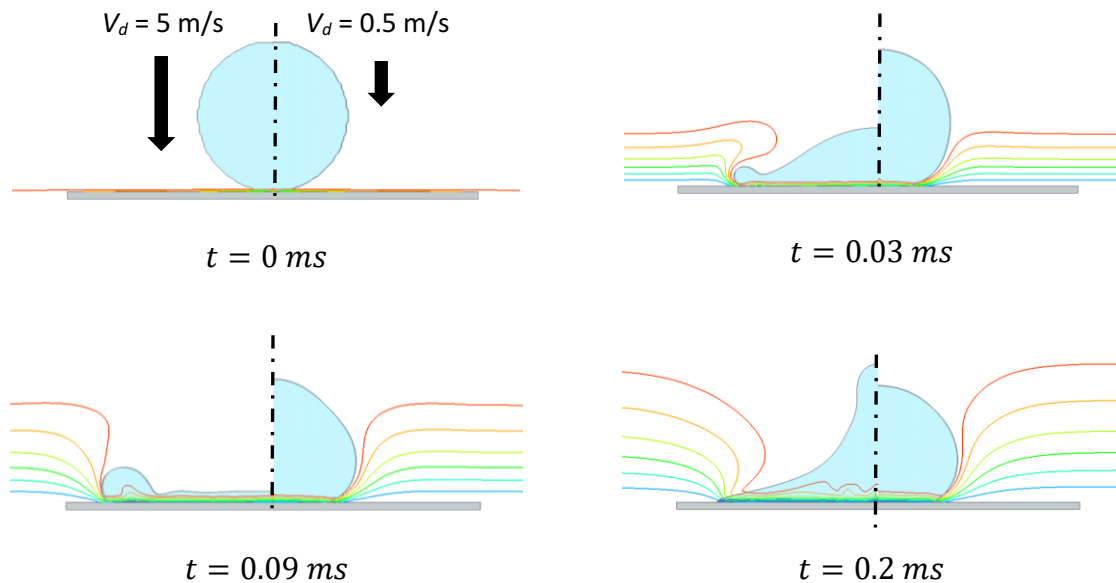 V_d = 5 m/s
V_d = 0.5 m/s
t = 0 ms
t = 0.03 ms
t = 0.09 ms
t = 0.2 ms